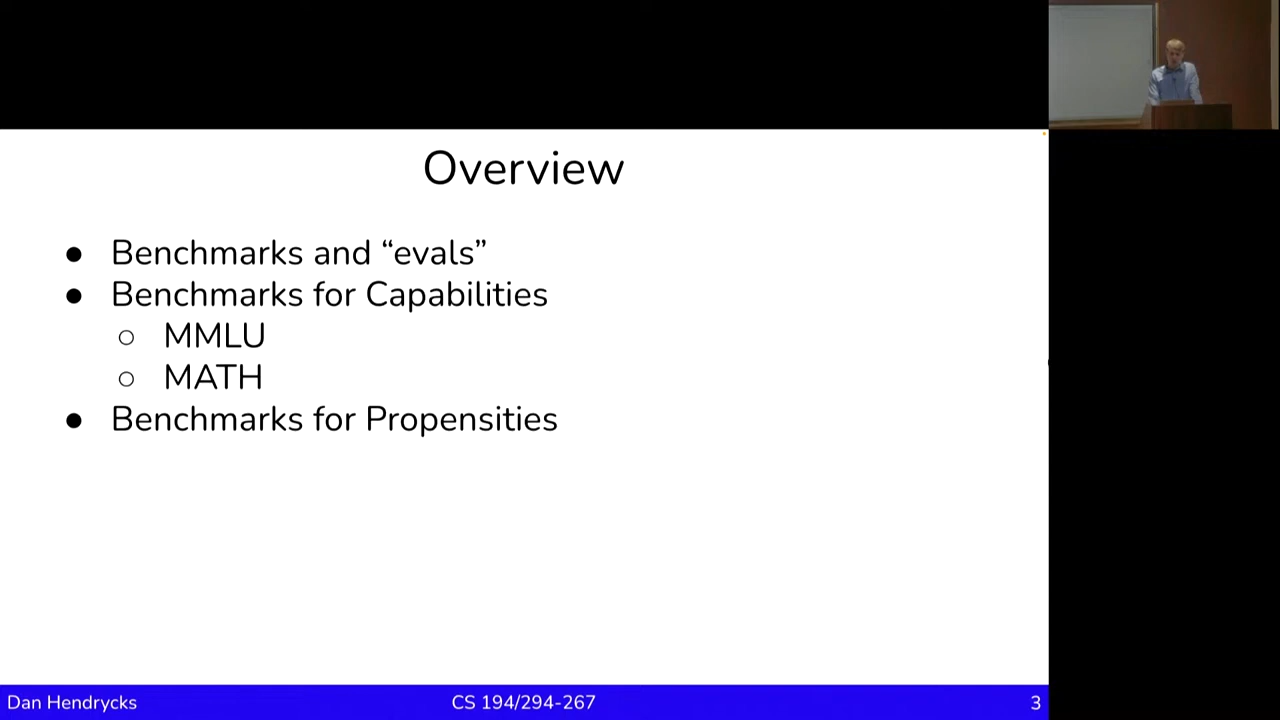 Overview
● Benchmarks and “evals”
● Benchmarks for Capabilities
○ MMLU
○ MATH
● Benchmarks for Propensities
Dan Hendrycks
CS 194/294-267
3